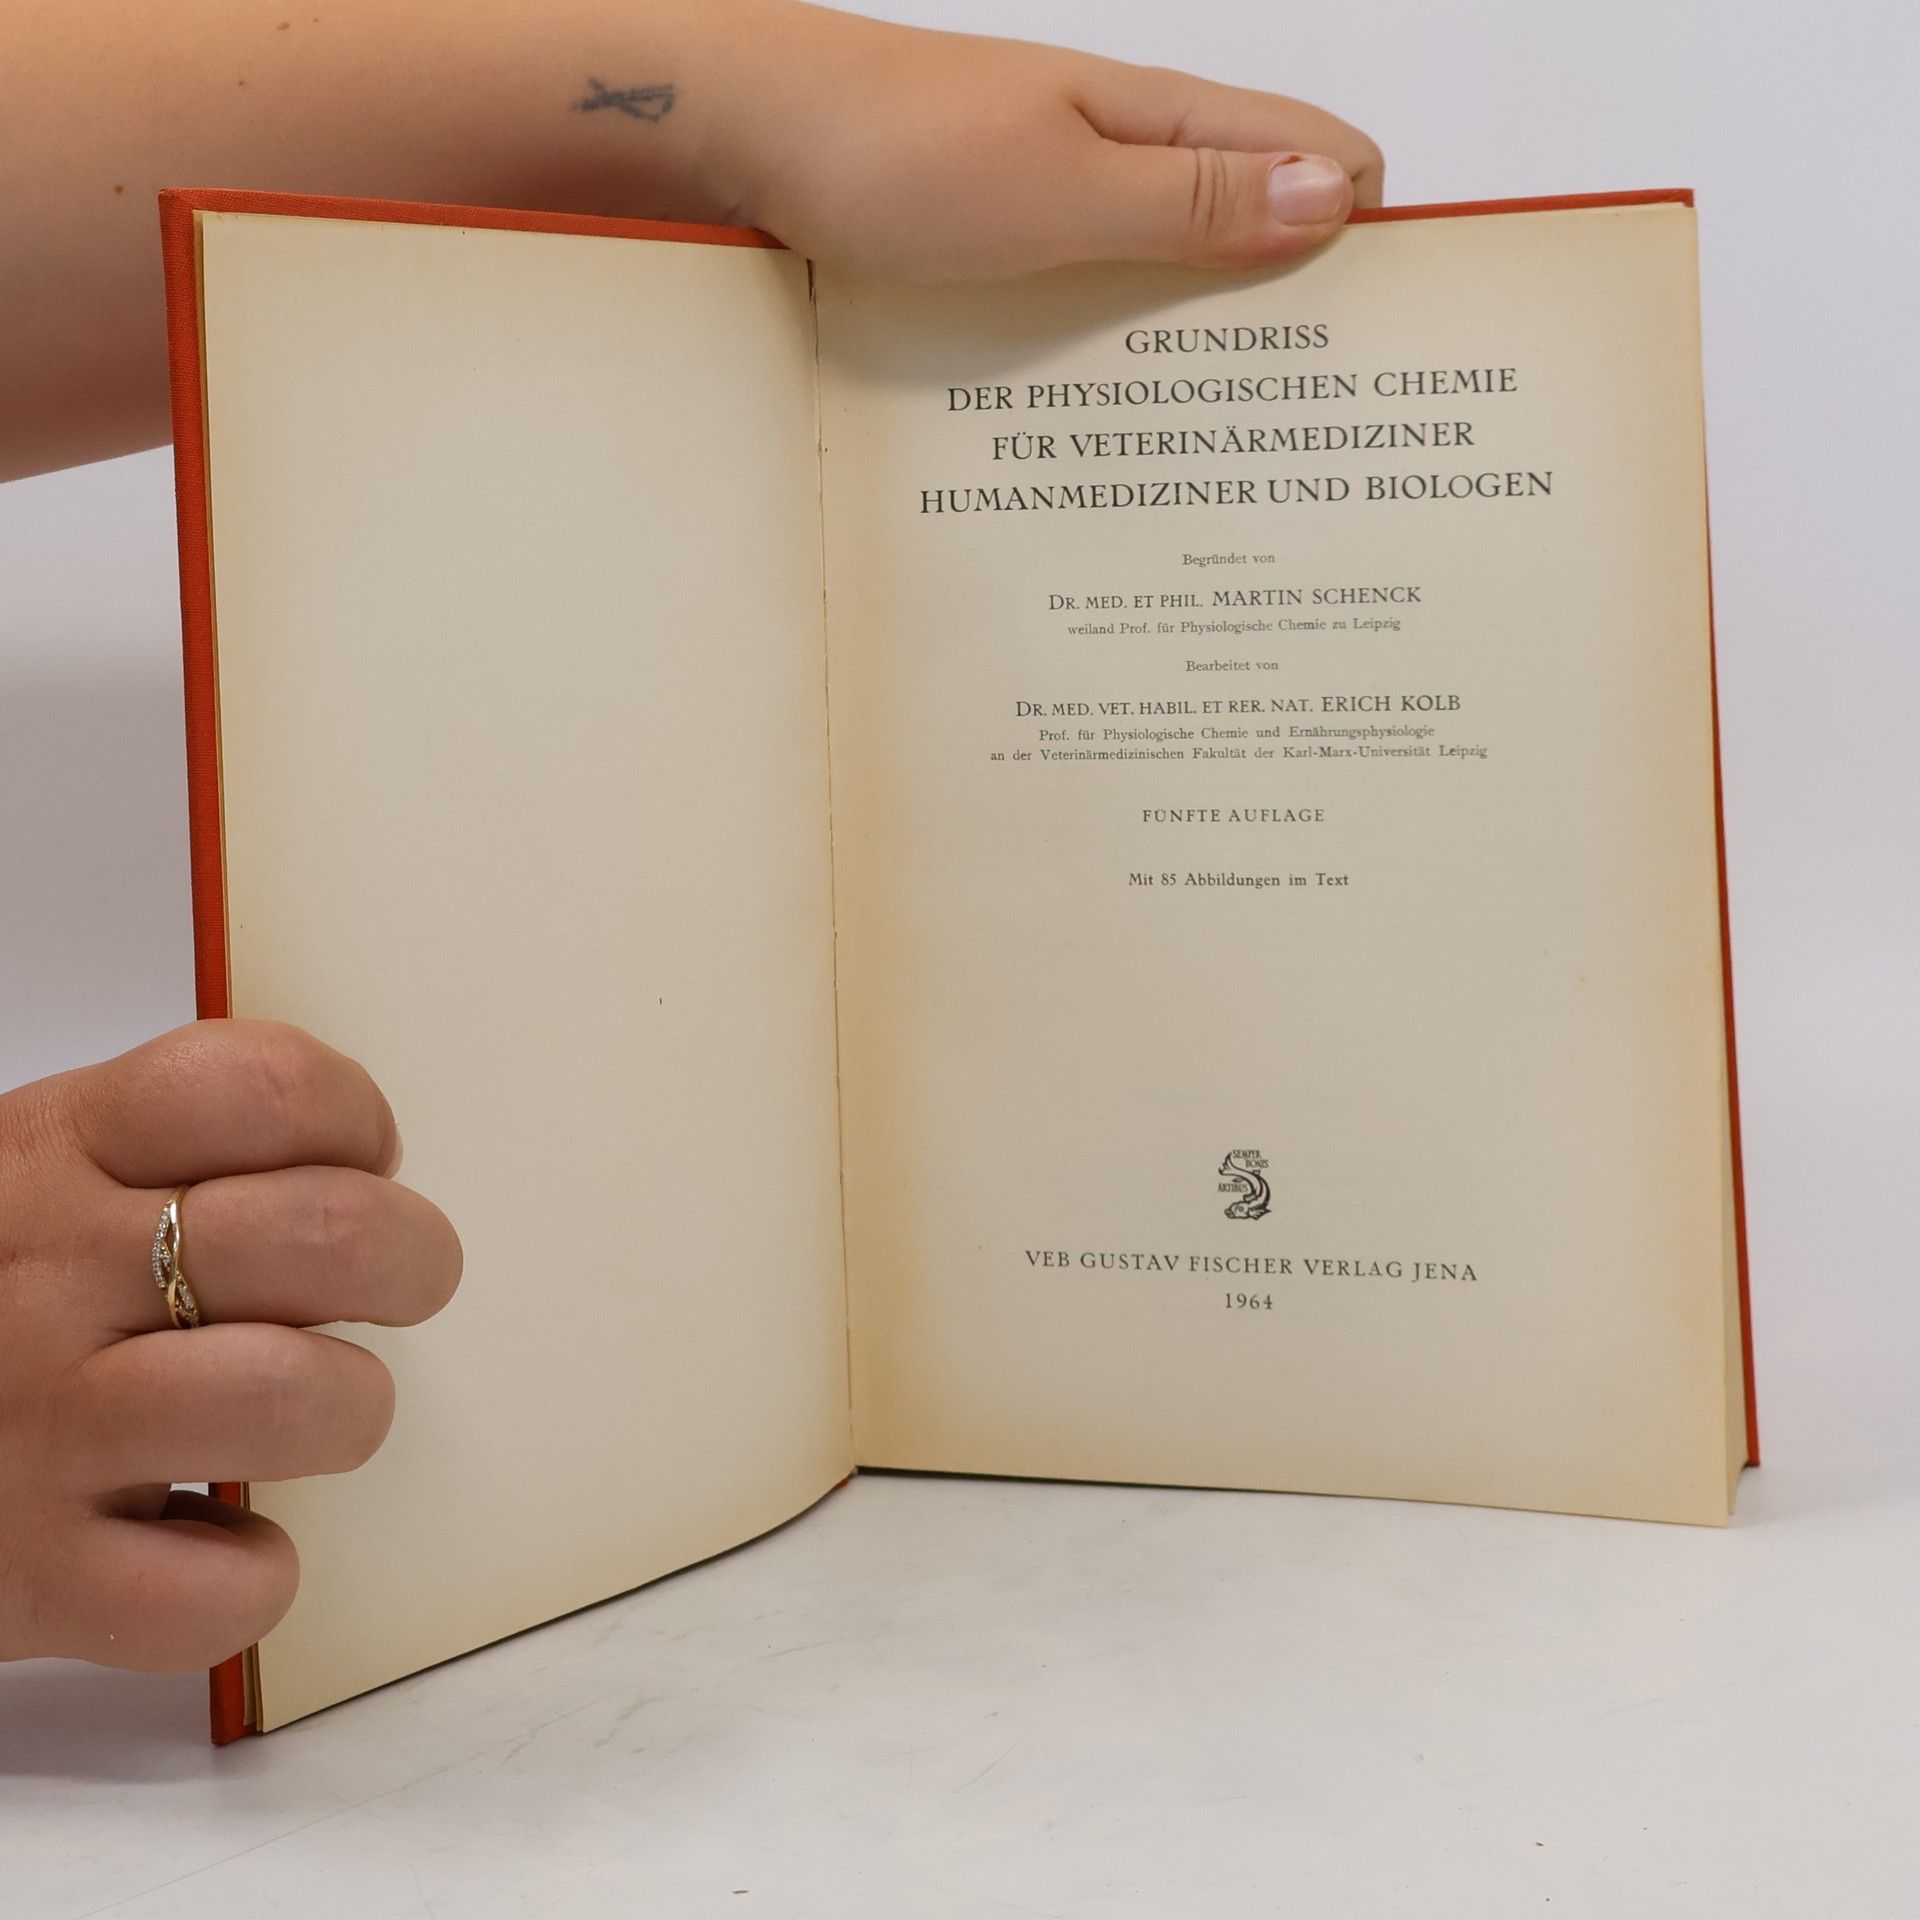 GRUNDRISS
DER PHYSIOLOGISCHEN CHEMIE
FÜR VETERINÄRMEDIZINER
HUMANMEDIZINER UND BIOLOGEN
Begründet von
DR. MED. ET PHIL. MARTIN SCHENCK
weiland Prof. für Physiologische Chemie zu Leipzig
Bearbeitet von
DR. MED. VET. HABIL. ET RER. NAT. ERICH KOLB
Prof. für Physiologische Chemie und Ernährungsphysiologie
an der Veterinärmedizinischen Fakultät der Karl-Marx-Universität Leipzig
FÜNFTE AUFLAGE
Mit 85 Abbildungen im Text
SEMPER
BONIS
ARTIBUS
VEB GUSTAV FISCHER VERLAG JENA
1964